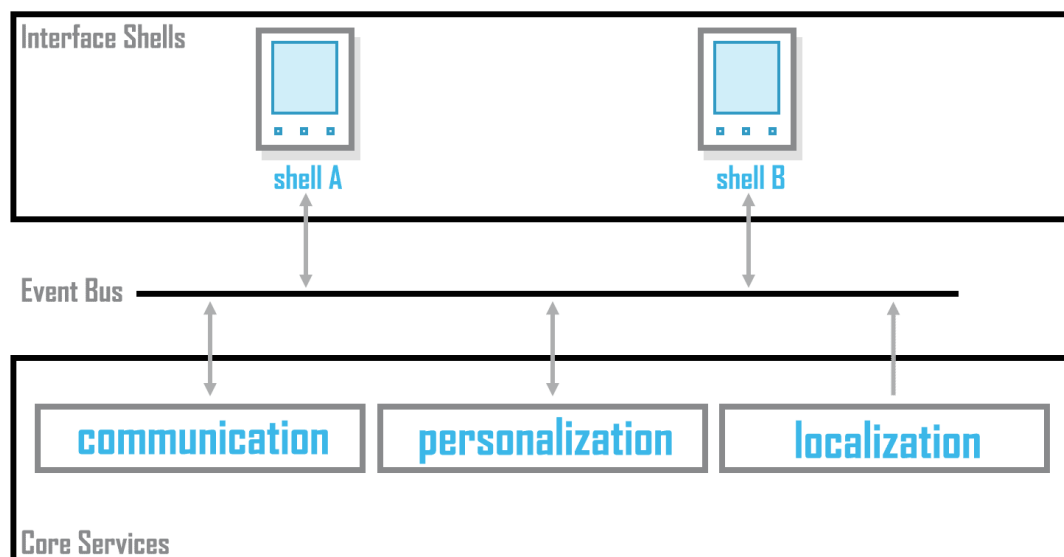 Interface Shells
shell A
shell B
Event Bus
communication
personalization
localization
Core Services